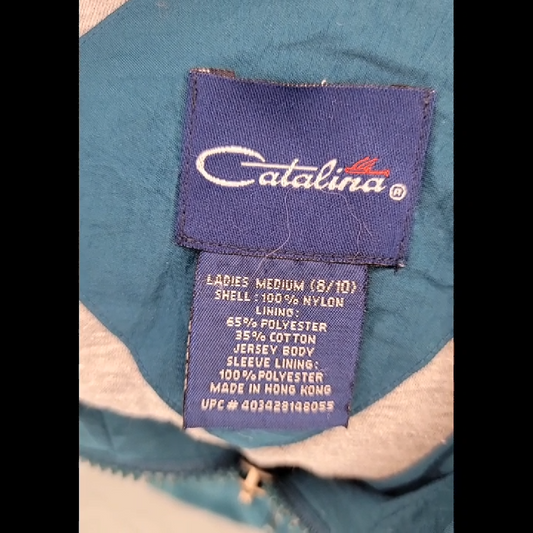 Catalina ®
LADIES MEDIUM (8/10)
SHELL: 100% NYLON
LINING:
65% POLYESTER
35% COTTON
JERSEY BODY
SLEEVE LINING:
100% POLYESTER
MADE IN HONG KONG
UPC # 403428148055